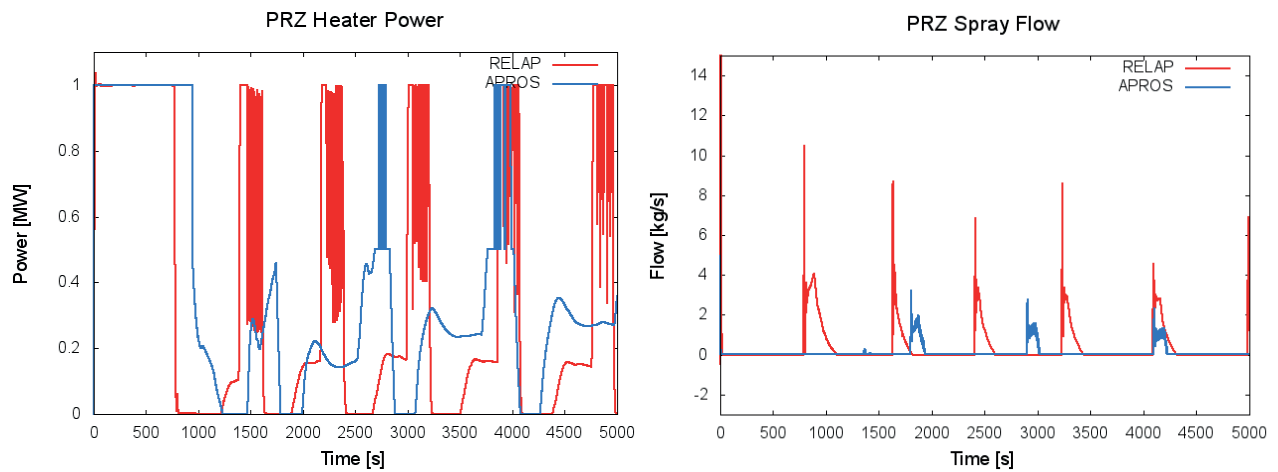 PRZ Heater Power
RELAP
APROS
1
0.8
0.6
0.4
0.2
0
Power [MW]
0 500 1000 1500 2000 2500 3000 3500 4000 4500 5000
Time [s]
PRZ Spray Flow
RELAP
APROS
14
12
10
8
6
4
2
0
-2
Flow [kg/s]
0 500 1000 1500 2000 2500 3000 3500 4000 4500 5000
Time [s]